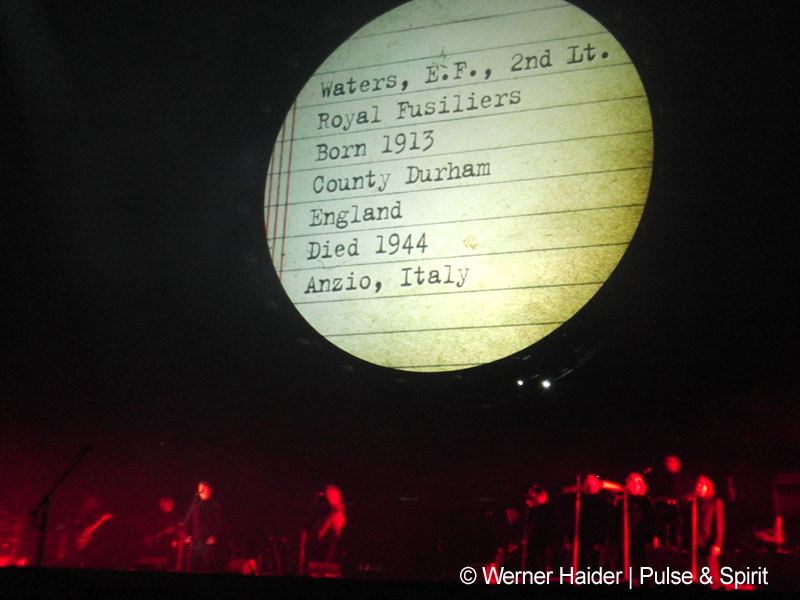 Waters, E.F., 2nd Lt.
Royal Fusiliers
Born 1913
County Durham
England
Died 1944
Anzio, Italy
© Werner Haider | Pulse & Spirit